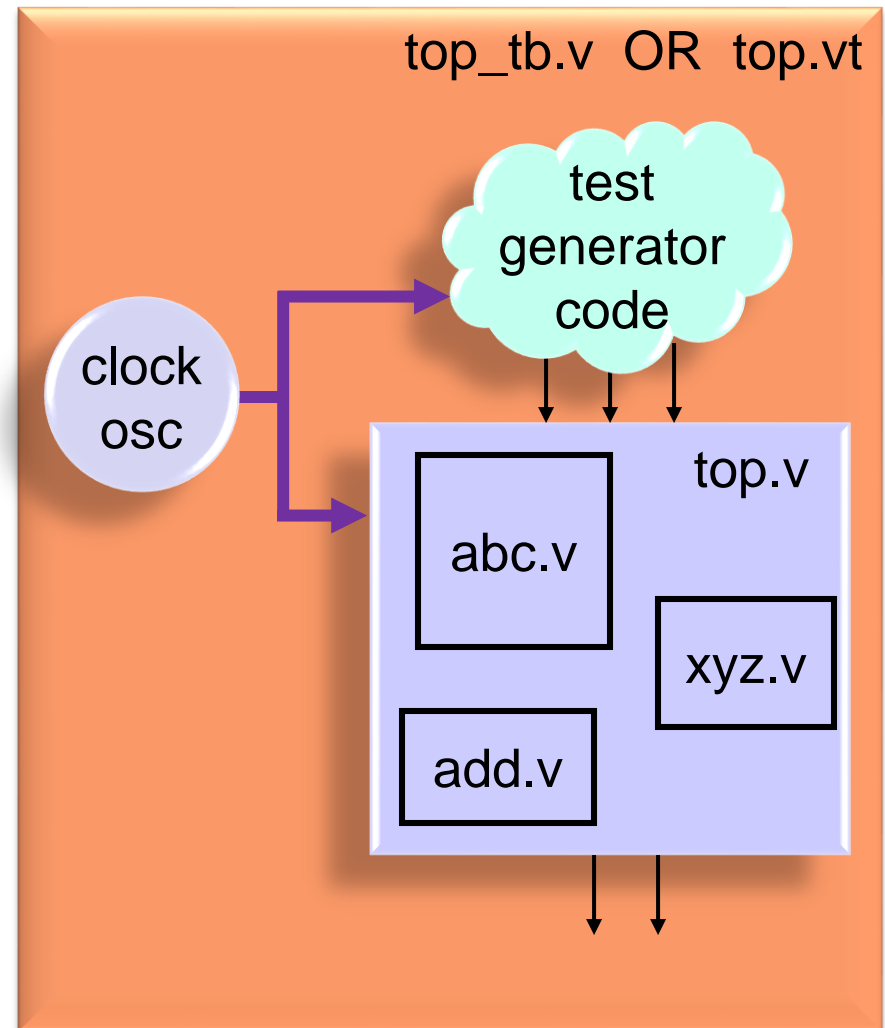 top_tb.v OR top.vt
test
generator
code
clock
osc
top.v
abc.v
xyz.v
add.v